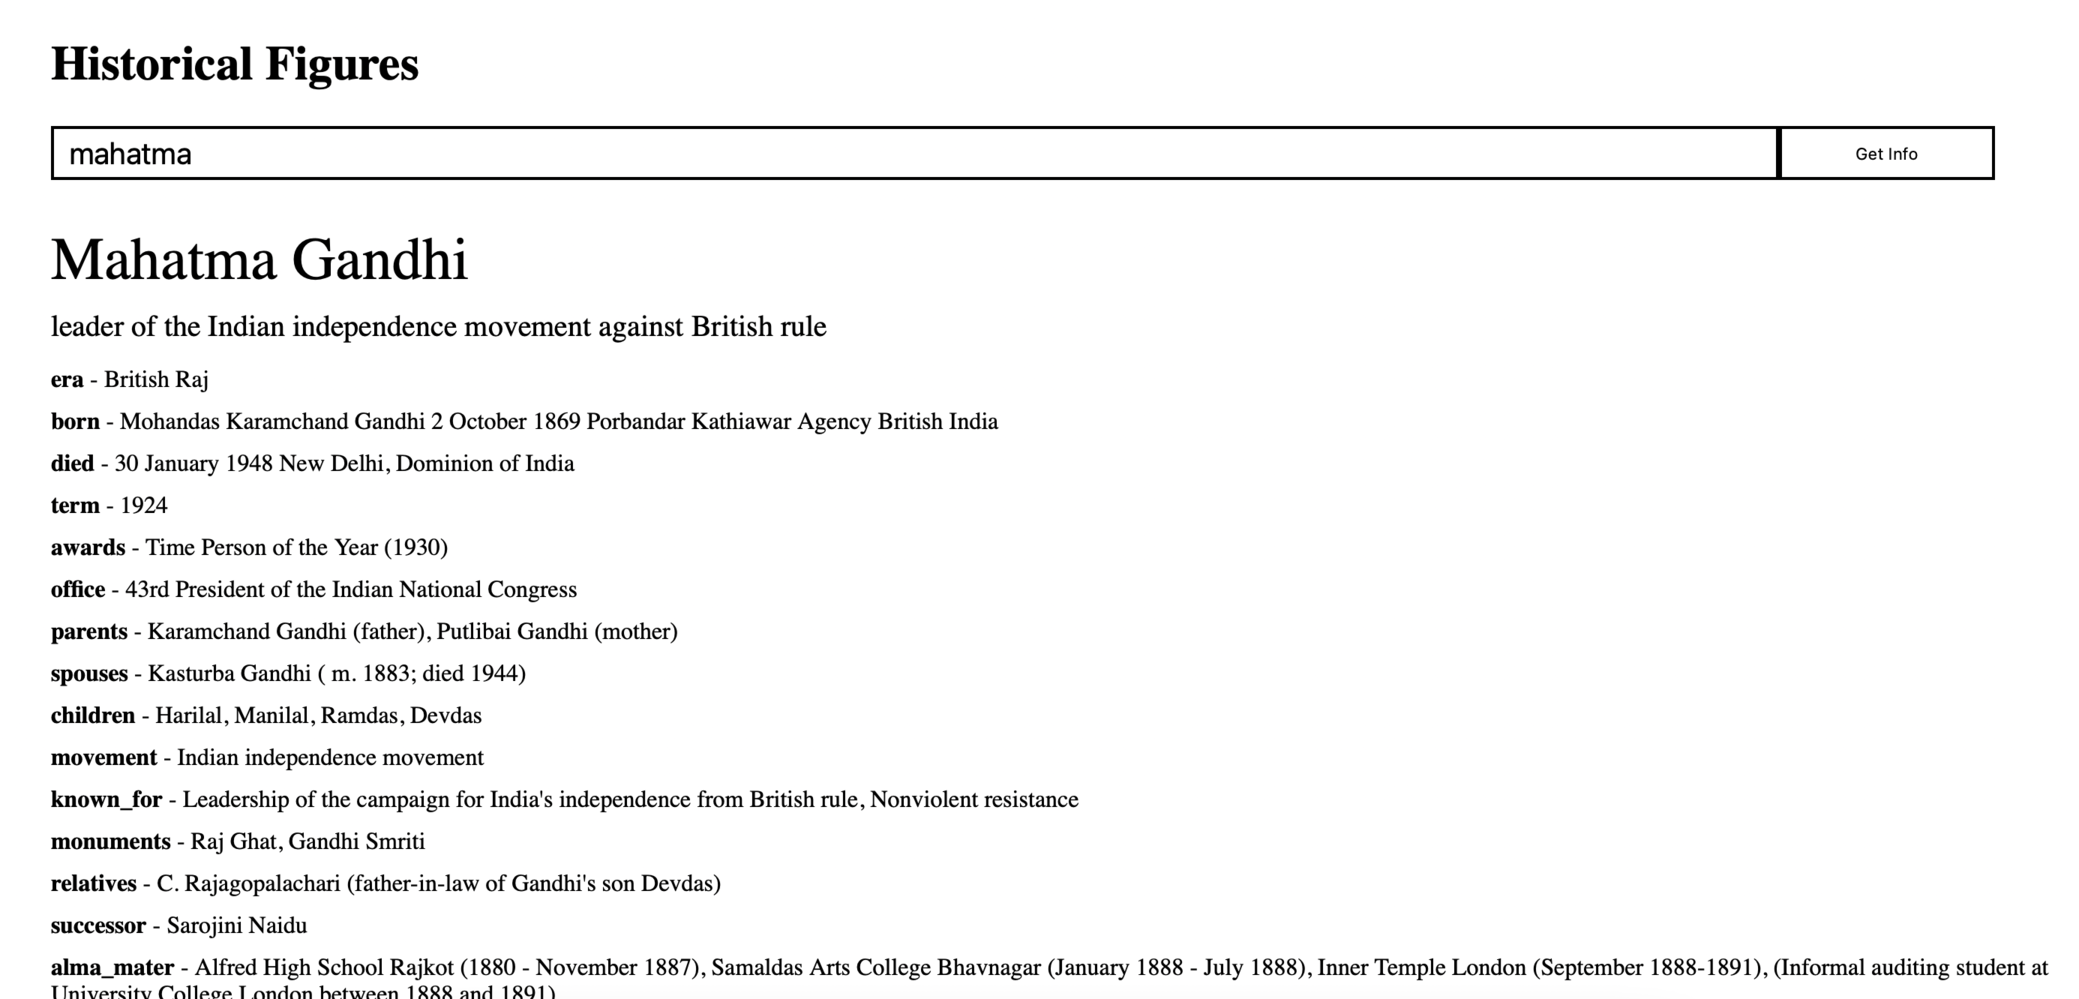 Historical Figures
mahatma
Get Info
Mahatma Gandhi
leader of the Indian independence movement against British rule
era - British Raj
born - Mohandas Karamchand Gandhi 2 October 1869 Porbandar Kathiawar Agency British India
died - 30 January 1948 New Delhi, Dominion of India
term - 1924
awards - Time Person of the Year (1930)
office - 43rd President of the Indian National Congress
parents - Karamchand Gandhi (father), Putlibai Gandhi (mother)
spouses - Kasturba Gandhi ( m. 1883; died 1944)
children - Harilal, Manilal, Ramdas, Devdas
movement - Indian independence movement
known_for - Leadership of the campaign for India's independence from British rule, Nonviolent resistance
monuments - Raj Ghat, Gandhi Smriti
relatives - C. Rajagopalachari (father-in-law of Gandhi's son Devdas)
successor - Sarojini Naidu
alma_mater - Alfred High School Rajkot (1880 - November 1887), Samaldas Arts College Bhavnagar (January 1888 - July 1888), Inner Temple London (September 1888-1891), (Informal auditing student at
University College London between 1888 and 1891)